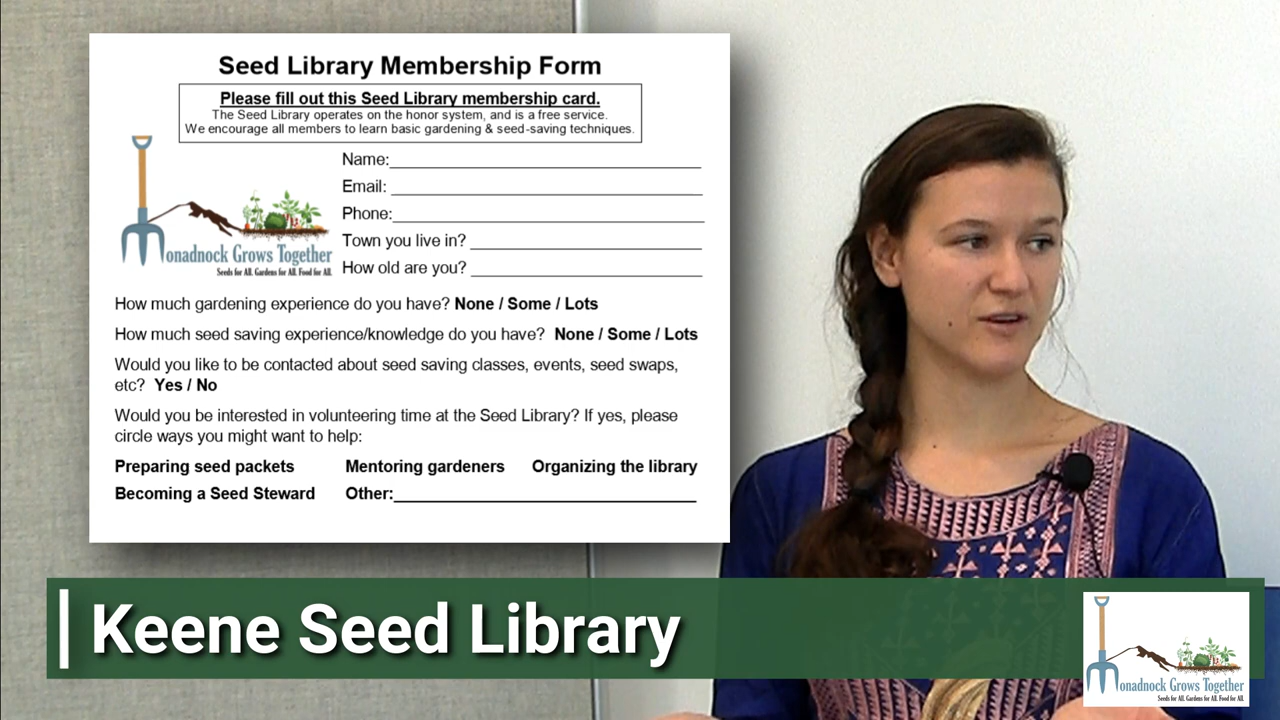 Seed Library Membership Form
Please fill out this Seed Library membership card.
The Seed Library operates on the honor system, and is a free service.
We encourage all members to learn basic gardening & seed-saving techniques.
Name:
Email:
Phone:
Town you live in?
How old are you?
Monadnock Grows Together
Seeds for All. Gardens for All. Food for All.
How much gardening experience do you have? None / Some / Lots
How much seed saving experience/knowledge do you have? None / Some / Lots
Would you like to be contacted about seed saving classes, events, seed swaps,
etc? Yes / No
Would you be interested in volunteering time at the Seed Library? If yes, please
circle ways you might want to help:
Preparing seed packets Mentoring gardeners Organizing the library
Becoming a Seed Steward Other:
Keene Seed Library
Monadnock Grows Together
Seeds for All. Gardens for All. Food for All.